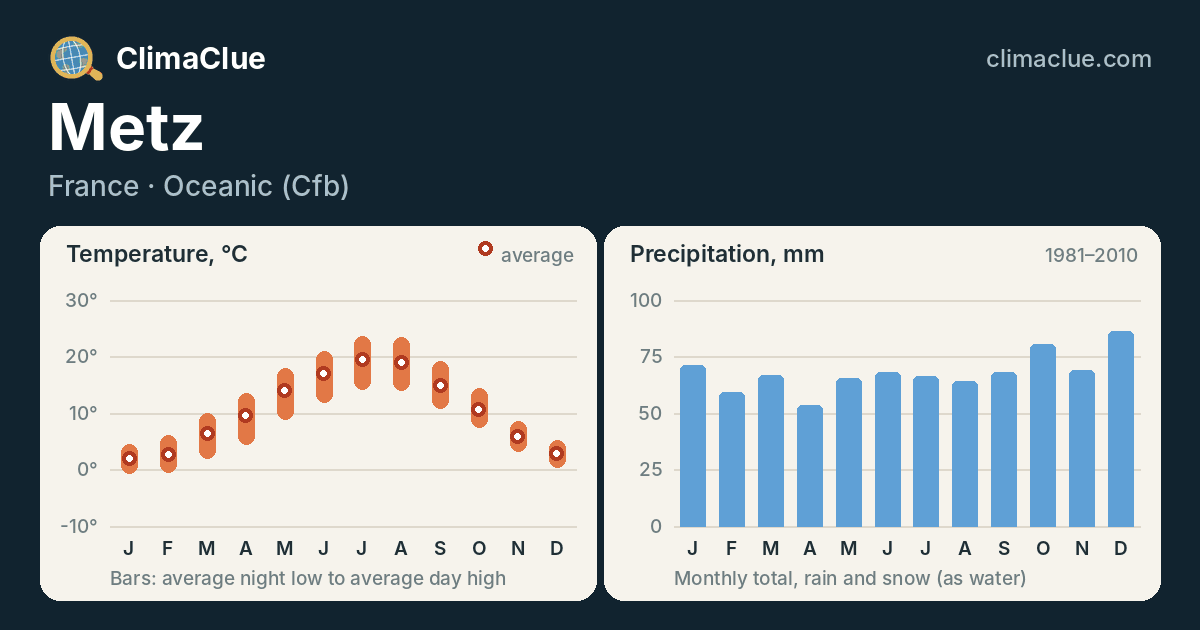 ClimaClue
climaclue.com
Metz
France · Oceanic (Cfb)
Temperature, °C
average
30°
20°
10°
0°
-10°
J F M A M J J A S O N D
Bars: average night low to average day high
Precipitation, mm
1981–2010
100
75
50
25
0
J F M A M J J A S O N D
Monthly total, rain and snow (as water)